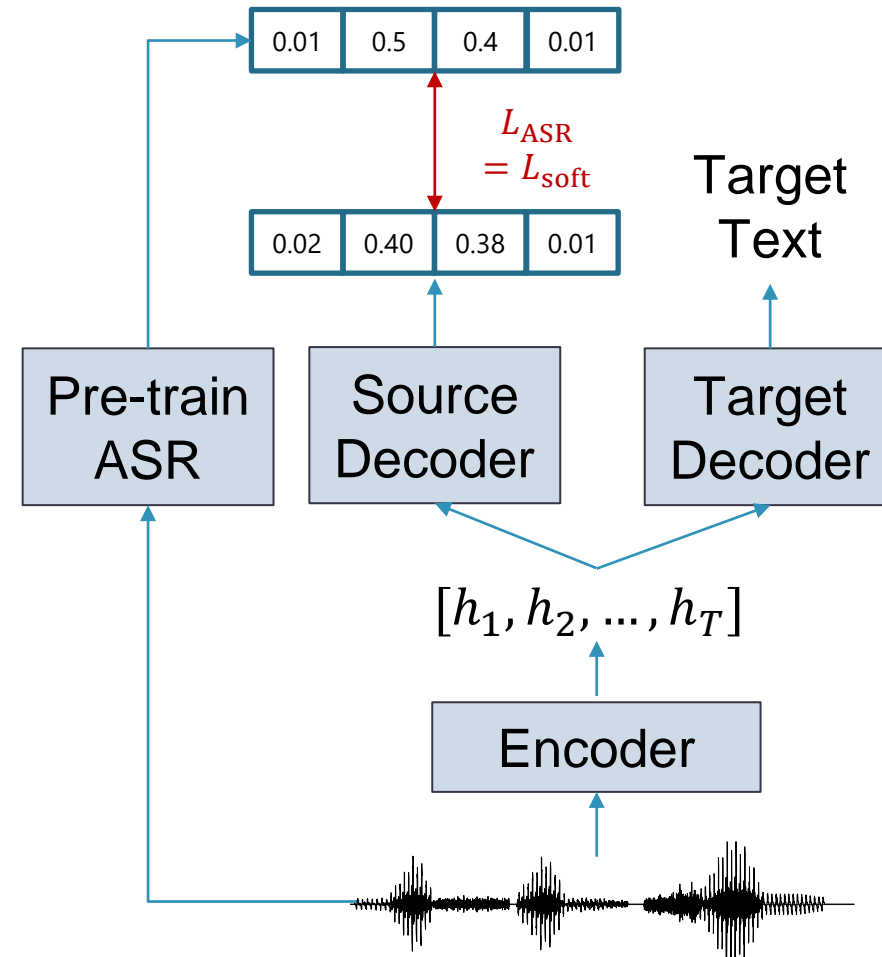 0.01 0.5 0.4 0.01
L_ASR
= L_soft
0.02 0.40 0.38 0.01
Target
Text
Pre-train
ASR
Source
Decoder
Target
Decoder
[h_1, h_2, …, h_T]
Encoder